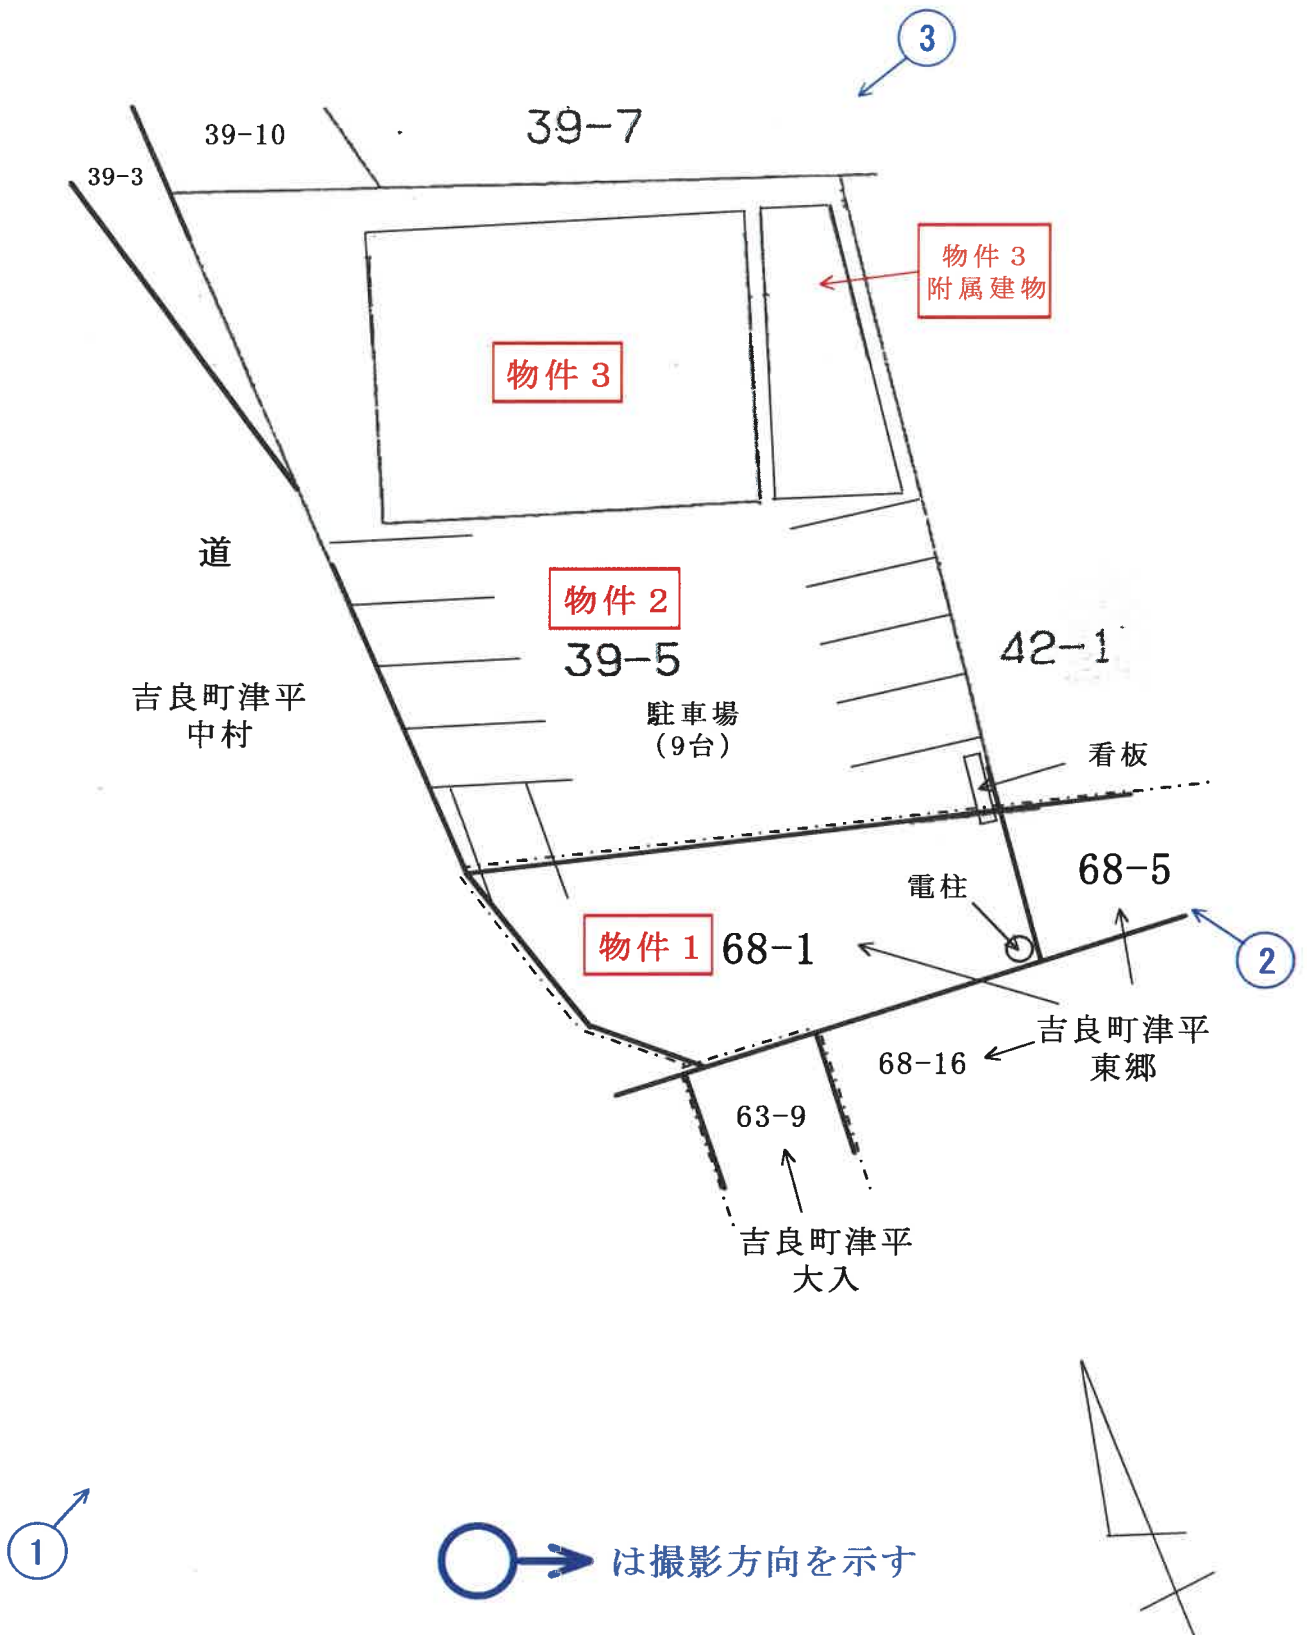 3
39-10
39-7
39-3
物件3
附属建物
物件3
道
物件2
39-5
42-1
吉良町津平
中村
駐車場
(9台)
看板
68-5
電柱
物件1
68-1
2
吉良町津平
東郷
68-16
63-9
吉良町津平
大入
1
は撮影方向を示す